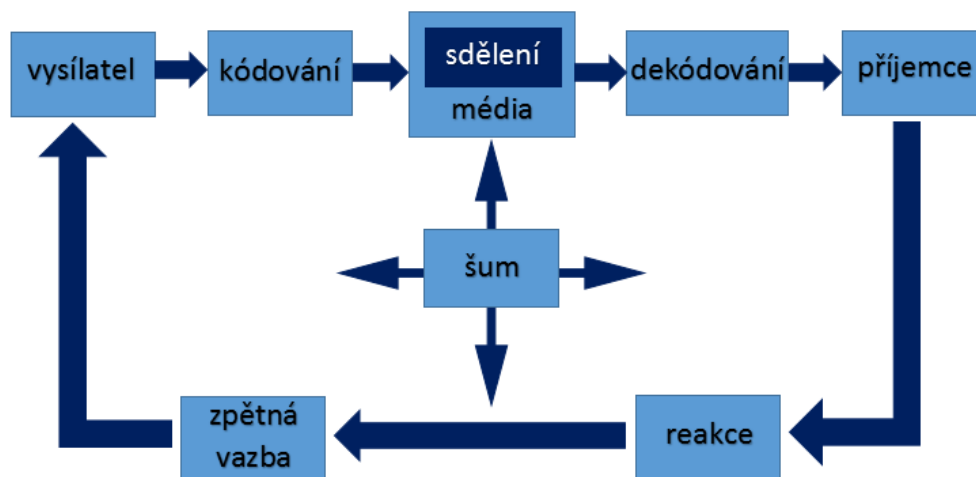 vysílatel
kódování
sdělení
média
dekódování
příjemce
šum
zpětná
vazba
reakce